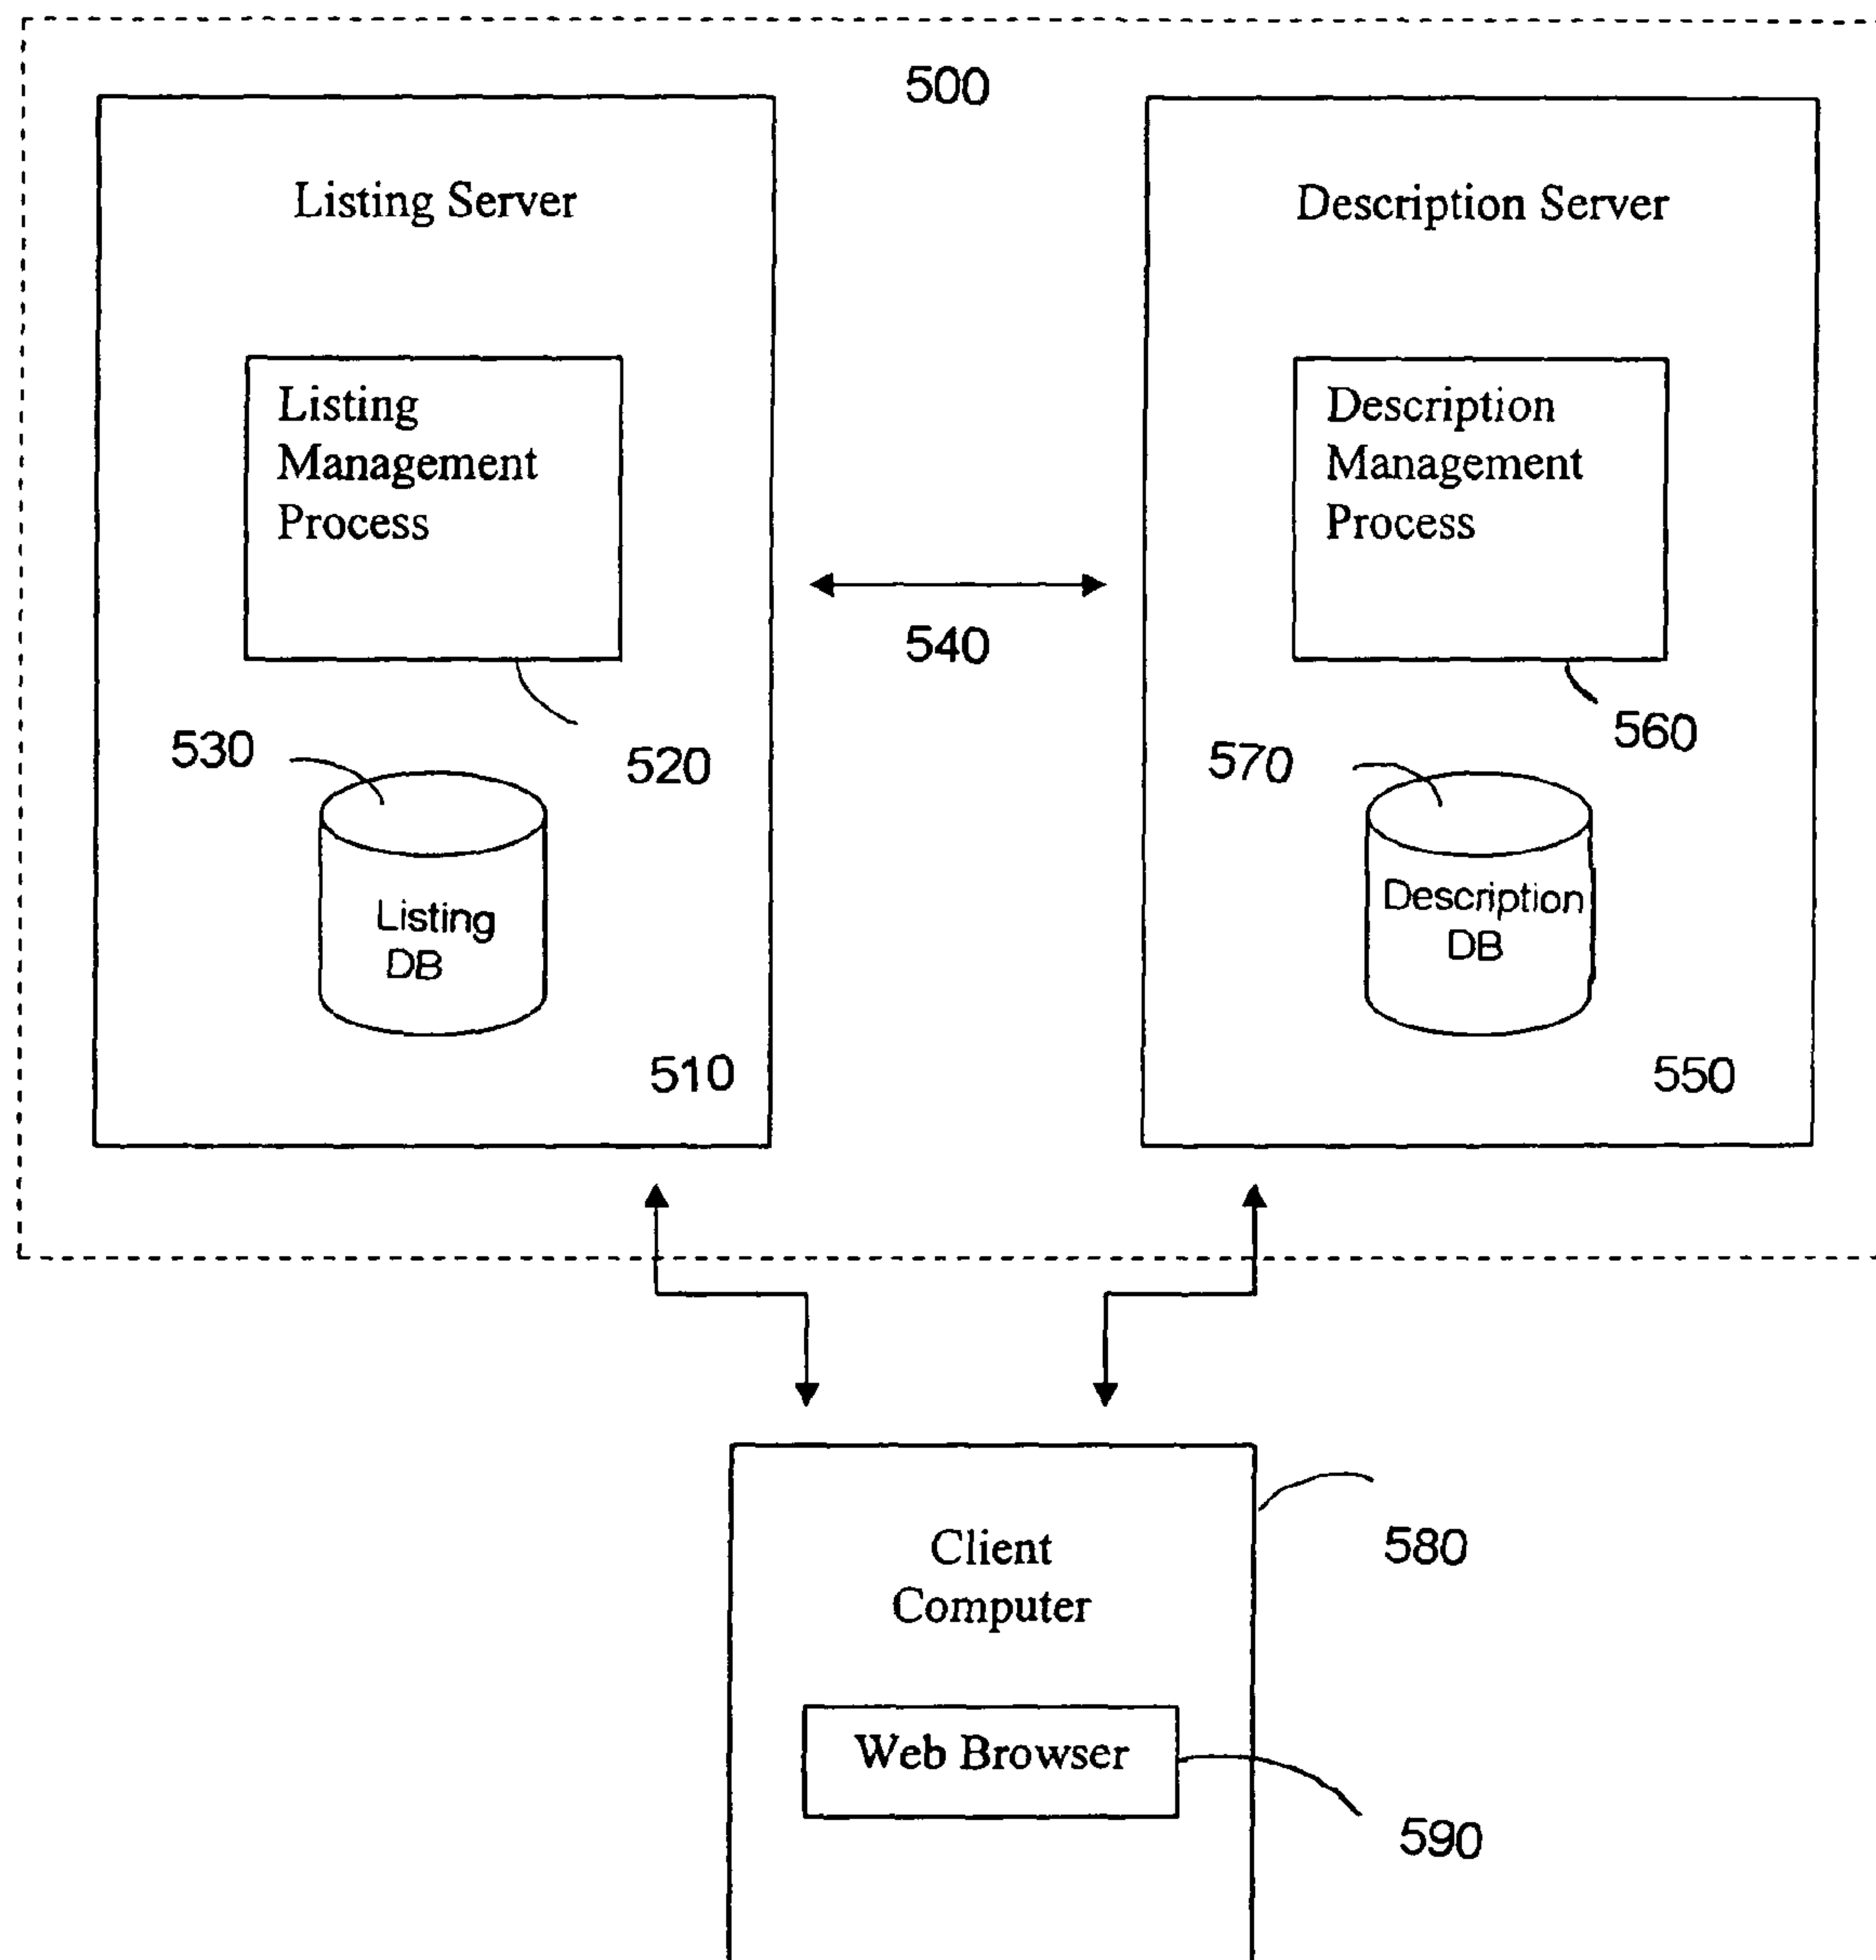 500
Listing Server
Description Server
Listing
Management
Process
Description
Management
Process
540
530
520
570
560
Listing
DB
Description
DB
510
550
Client
Computer
580
Web Browser
590